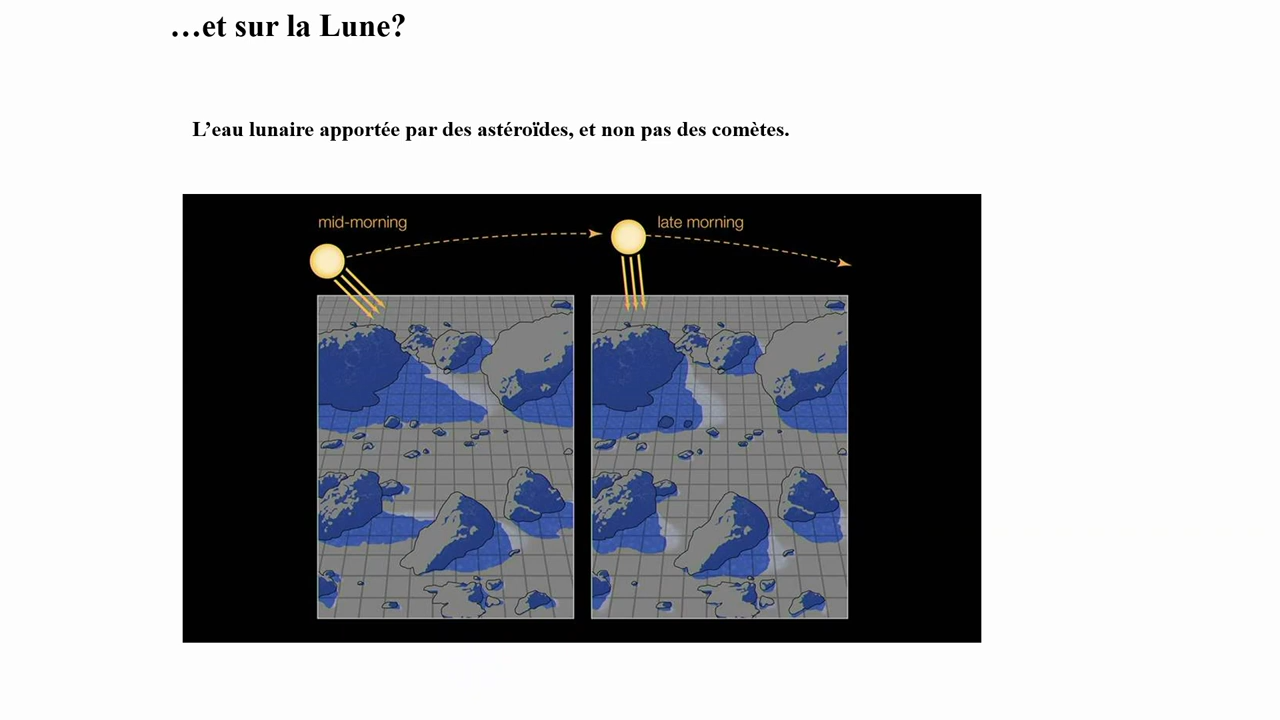 …et sur la Lune?
L’eau lunaire apportée par des astéroïdes, et non pas des comètes.
mid-morning
late morning